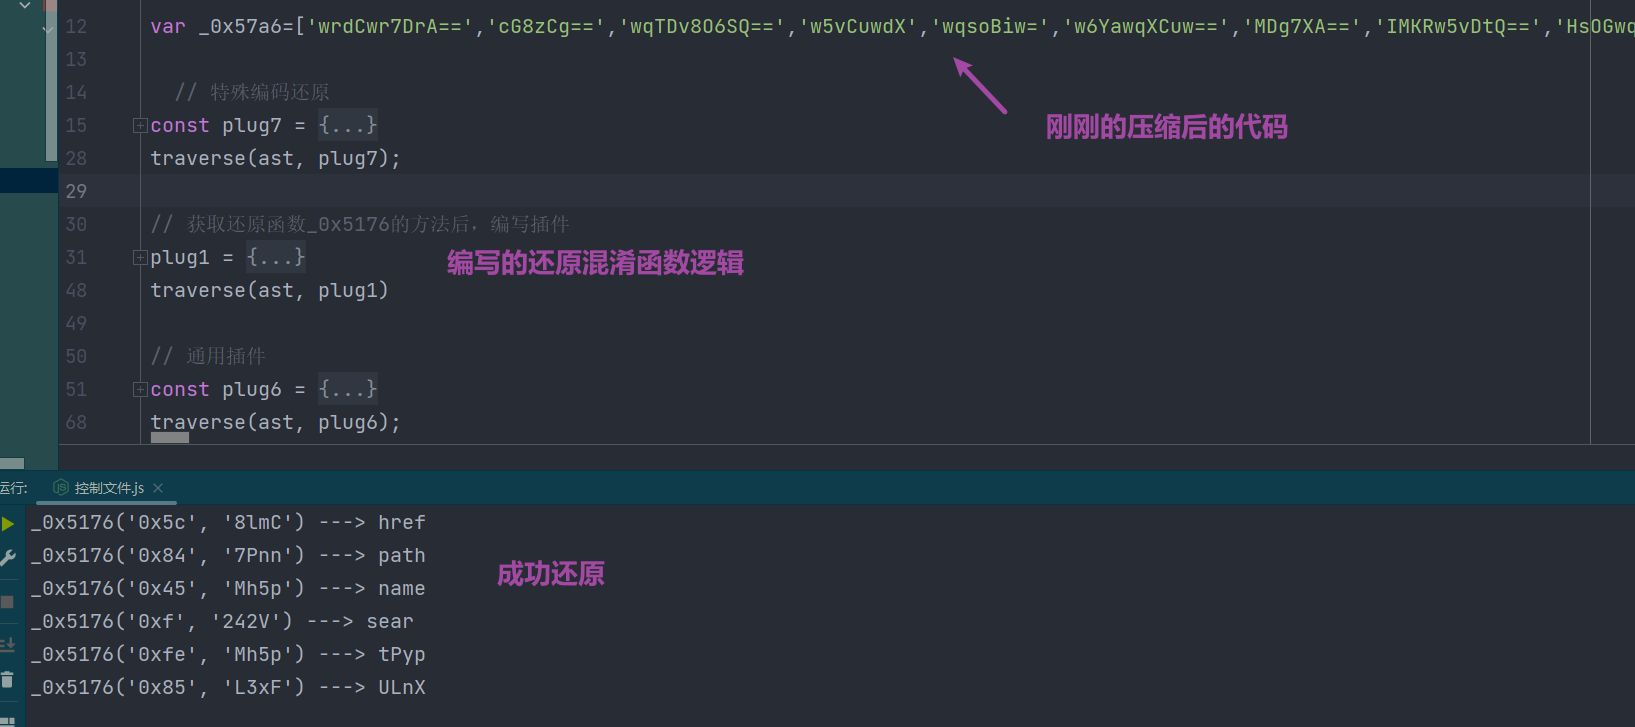 12 var _0x57a6=['wrdCwr7DrA==','cG8zCg==','wqTDv8O6SQ==','w5vCuwdX','wqsoBiw=','w6YawqXCuw==','MDg7XA==','IMKRw5vDtQ==','HsOGwq
13
14 // 特殊编码还原
刚刚的压缩后的代码
15 const plug7 = {...}
28 traverse(ast, plug7);
29
30 // 获取还原函数_0x5176的方法后，编写插件
31 plug1 = {...}
编写的还原混淆函数逻辑
48 traverse(ast, plug1)
49
50 // 通用插件
51 const plug6 = {...}
68 traverse(ast, plug6);
运行: 控制文件.js
_0x5176('0x5c', '8lmC') ---> href
_0x5176('0x84', '7Pnn') ---> path
成功还原
_0x5176('0x45', 'Mh5p') ---> name
_0x5176('0xf', '242V') ---> sear
_0x5176('0xfe', 'Mh5p') ---> tPyp
_0x5176('0x85', 'L3xF') ---> ULnX